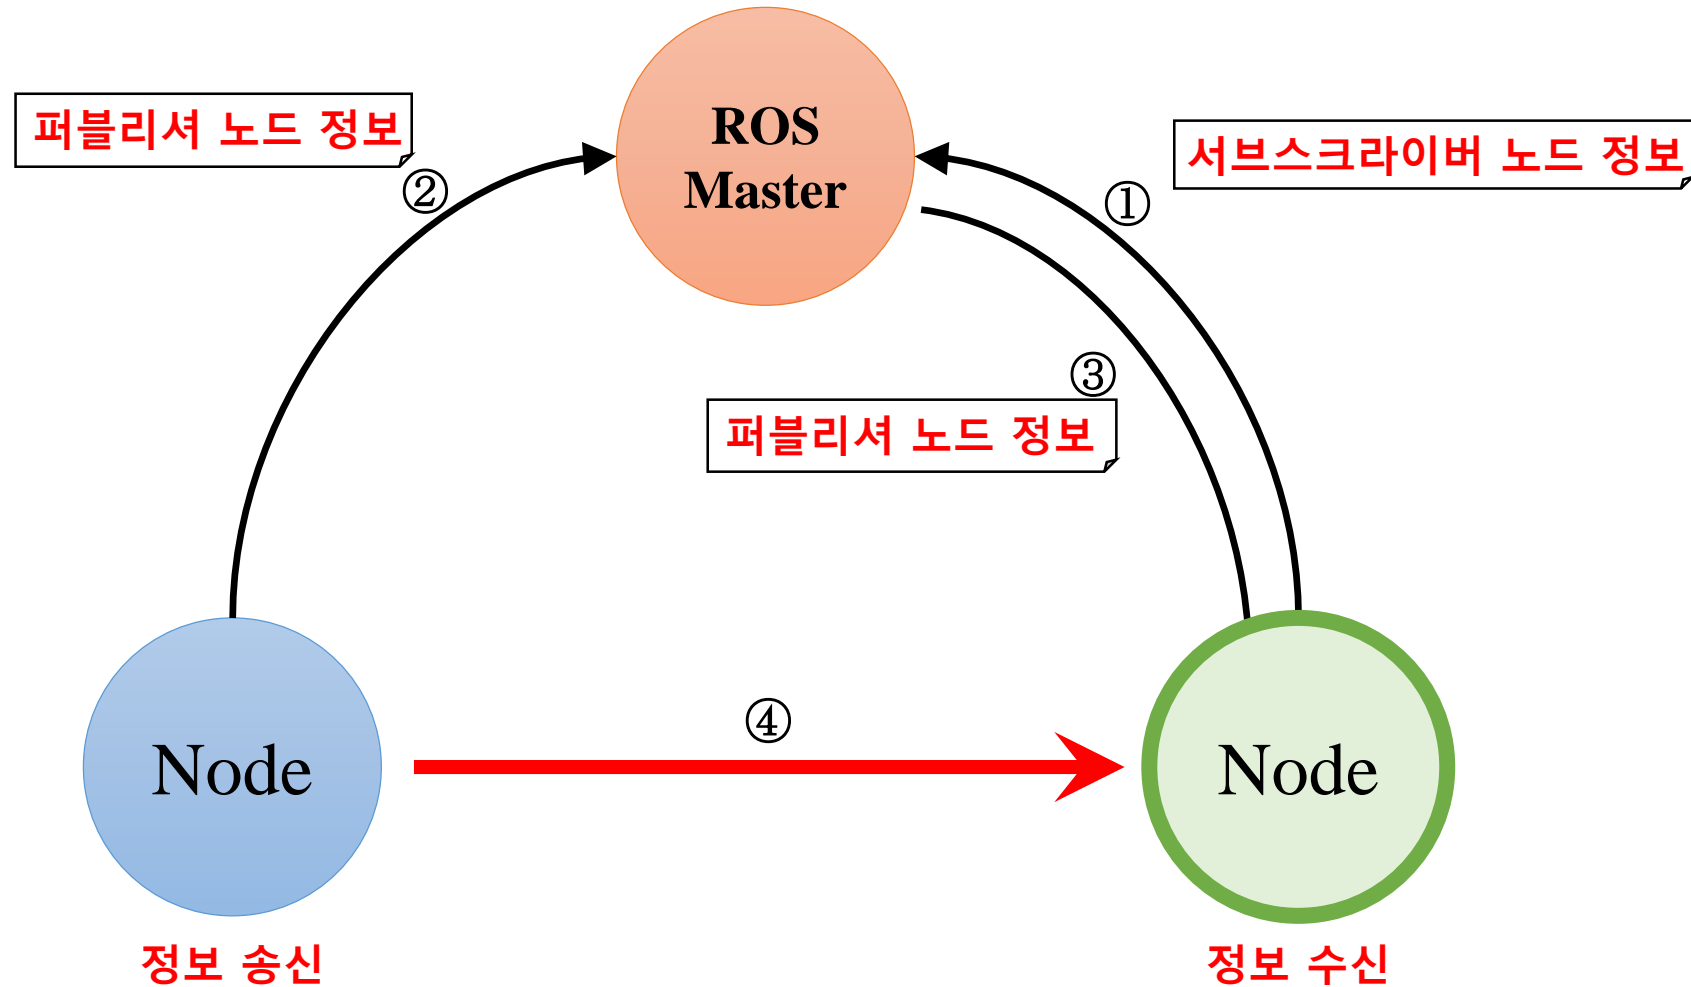 ROS
Master
퍼블리셔 노드 정보
②
서브스크라이버 노드 정보
①
③
퍼블리셔 노드 정보
④
Node
Node
정보 송신
정보 수신